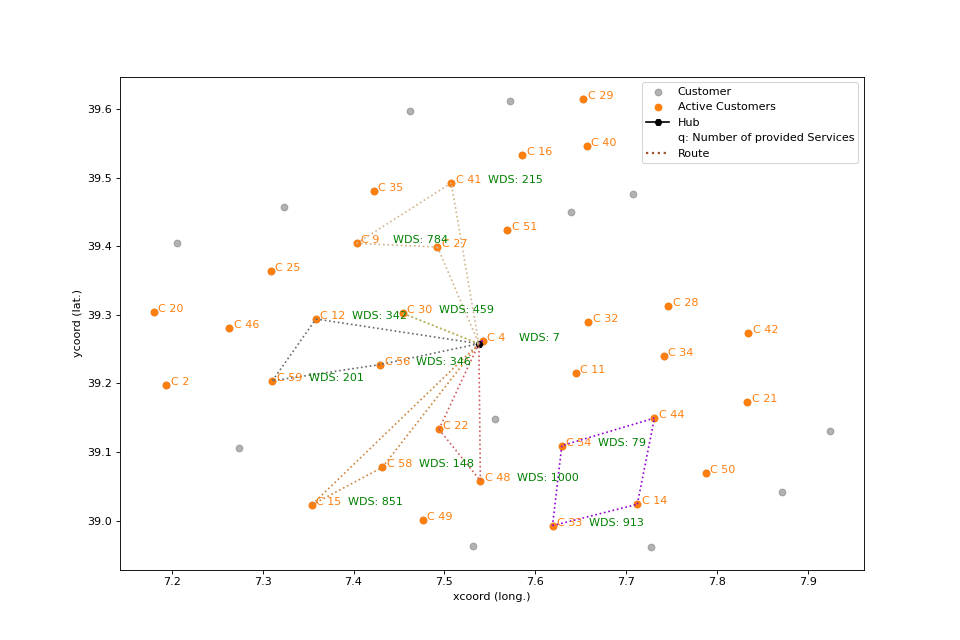 Customer
Active Customers
Hub
q: Number of provided Services
Route
C 29
C 40
C 16
C 41 WDS: 215
C 35
C 51
C 9 WDS: 784
C 27
C 25
C 20
C 30 WDS: 459
C 28
C 12 WDS: 342
C 32
C 46
C 42
C 4 WDS: 7
C 34
C 56 WDS: 346
C 11
C 59 WDS: 201
C 2
C 21
C 44
C 22
C 54 WDS: 79
C 58 WDS: 148
C 50
C 48 WDS: 1000
C 15 WDS: 851
C 14
C 49
C 53 WDS: 913
39.6
39.5
39.4
39.3
39.2
39.1
39.0
ycoord (lat.)
7.2 7.3 7.4 7.5 7.6 7.7 7.8 7.9
xcoord (long.)